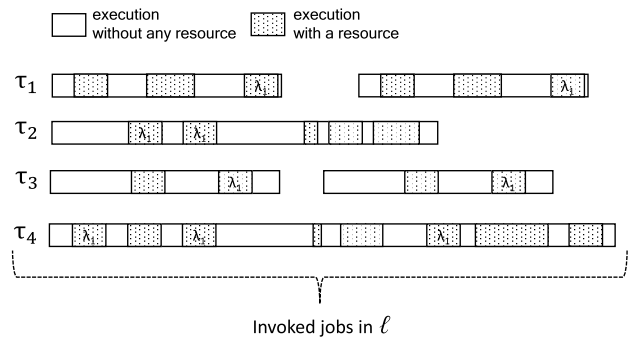 execution
without any resource
execution
with a resource
τ₁ λ₁ λ₁
τ₂ λ₁ λ₁
τ₃ λ₁ λ₁
τ₄ λ₁ λ₁ λ₁
Invoked jobs in ℓ